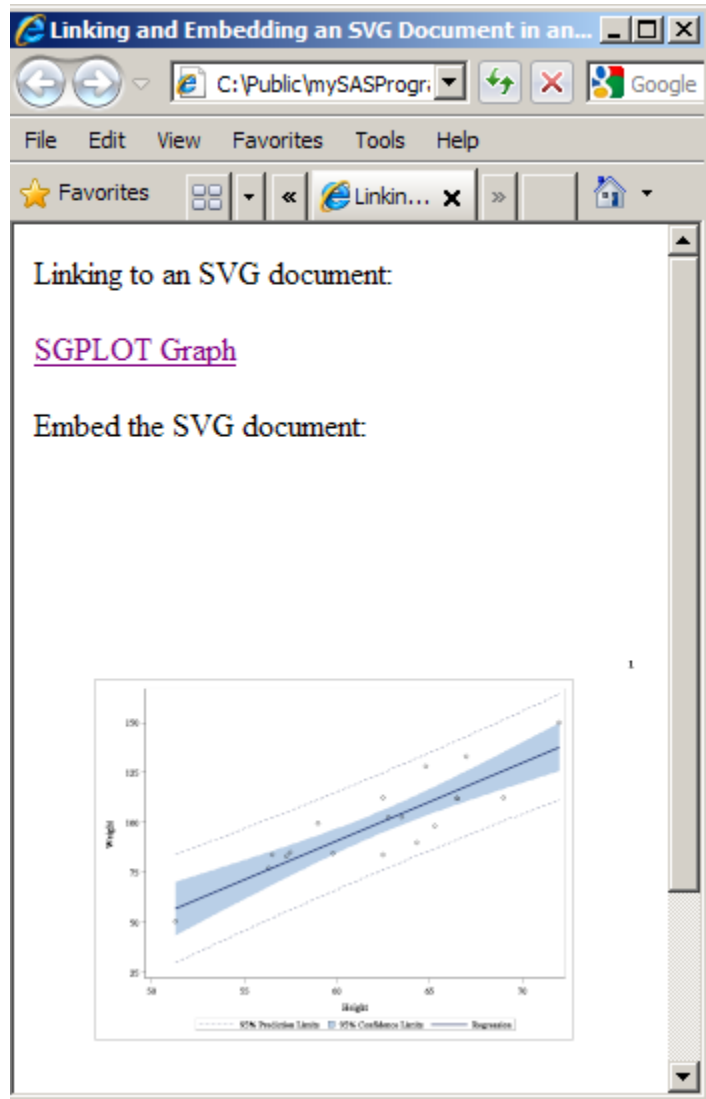 Linking and Embedding an SVG Document in an...
C:\Public\mySASProgra
Google
File Edit View Favorites Tools Help
Favorites
Linkin...
Linking to an SVG document:
SGPLOT Graph
Embed the SVG document:
1
150
125
100
75
50
25
Weight
50 55 60 65 70
Height
95% Prediction Limits 95% Confidence Limits Regression